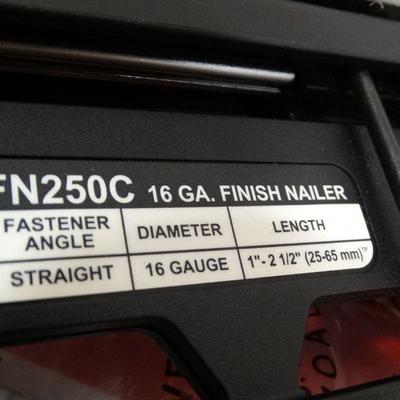 FN250C 16 GA. FINISH NAILER
FASTENER ANGLE DIAMETER LENGTH
STRAIGHT 16 GAUGE 1"- 2 1/2" (25-65 mm)